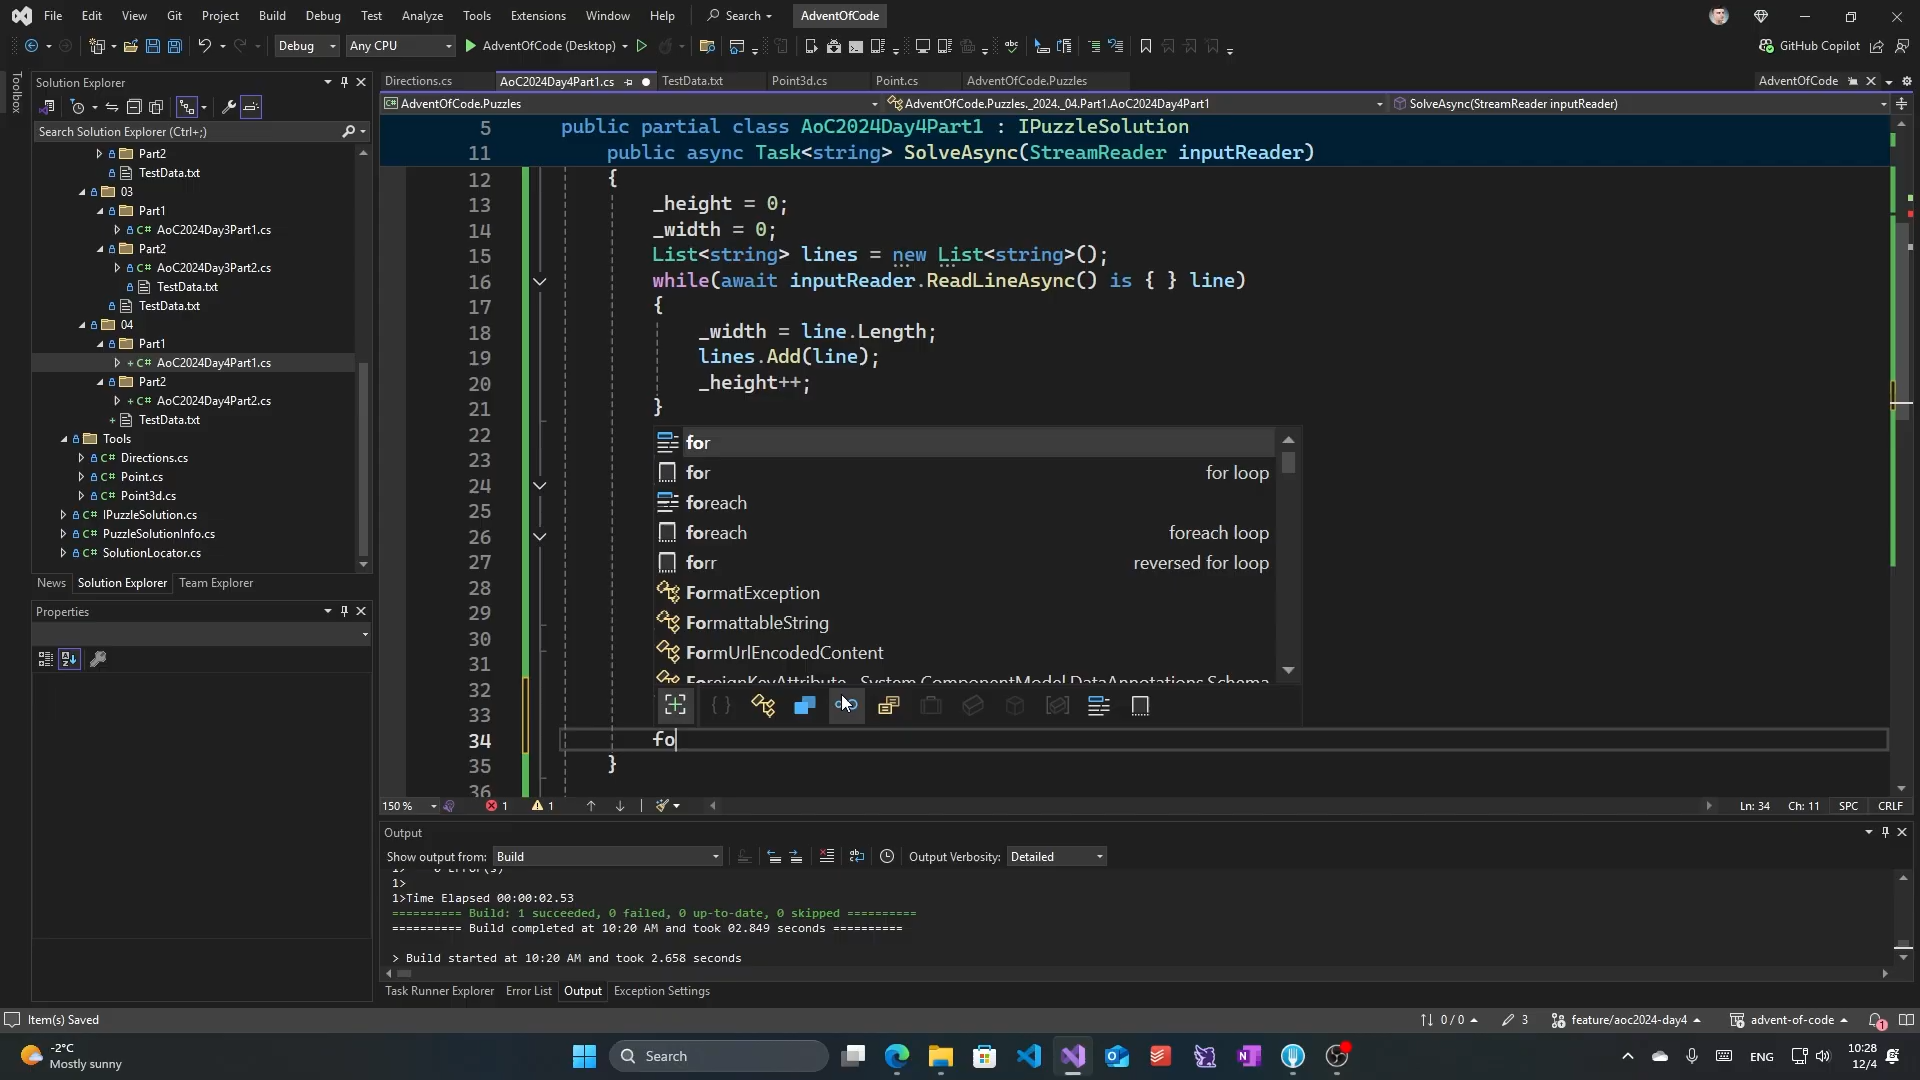 File Edit View Git Project Build Debug Test Analyze Tools Extensions Window Help Search AdventOfCode
Debug Any CPU AdventOfCode (Desktop) GitHub Copilot
Toolbox
Solution Explorer
Search Solution Explorer (Ctrl+;)
Part2
TestData.txt
03
Part1
C# AoC2024Day3Part1.cs
Part2
C# AoC2024Day3Part2.cs
TestData.txt
TestData.txt
04
Part1
C# AoC2024Day4Part1.cs
Part2
C# AoC2024Day4Part2.cs
TestData.txt
Tools
C# Directions.cs
C# Point.cs
C# Point3d.cs
C# IPuzzleSolution.cs
C# PuzzleSolutionInfo.cs
C# SolutionLocator.cs
News Solution Explorer Team Explorer
Properties
Directions.cs AoC2024Day4Part1.cs TestData.txt Point3d.cs Point.cs AdventOfCode.Puzzles AdventOfCode
C# AdventOfCode.Puzzles AdventOfCode.Puzzles._2024._04.Part1.AoC2024Day4Part1 SolveAsync(StreamReader inputReader)
5 public partial class AoC2024Day4Part1 : IPuzzleSolution
11 public async Task<string> SolveAsync(StreamReader inputReader)
12 {
13 _height = 0;
14 _width = 0;
15 List<string> lines = new List<string>();
16 while(await inputReader.ReadLineAsync() is { } line)
17 {
18 _width = line.Length;
19 lines.Add(line);
20 _height++;
21 }
22
23
24
25
26
27
28
29
30
31
32
33
34 fo
35 }
36
for
for for loop
foreach
foreach foreach loop
forr reversed for loop
FormatException
FormattableString
FormUrlEncodedContent
ForeignKeyAttribute System.ComponentModel.DataAnnotations.Schema
150 % 1 1 Ln: 34 Ch: 11 SPC CRLF
Output
Show output from: Build Output Verbosity: Detailed
1> 0 Error(s)
1>
1>Time Elapsed 00:00:02.53
========== Build: 1 succeeded, 0 failed, 0 up-to-date, 0 skipped ==========
========== Build completed at 10:20 AM and took 02.849 seconds ==========
> Build started at 10:20 AM and took 2.658 seconds
Task Runner Explorer Error List Output Exception Settings
Item(s) Saved 0 / 0 3 feature/aoc2024-day4 advent-of-code 1
-2°C
Mostly sunny
Search
ENG
10:28
12/4